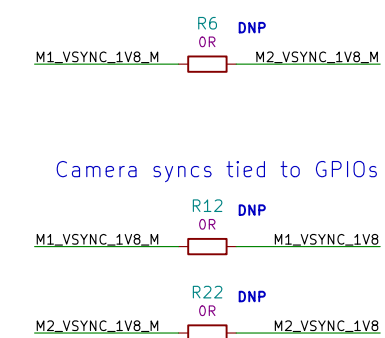 R6 DNP
0R
M1_VSYNC_1V8_M M2_VSYNC_1V8_M
Camera syncs tied to GPIOs
R12 DNP
0R
M1_VSYNC_1V8_M M1_VSYNC_1V8
R22 DNP
0R
M2_VSYNC_1V8_M M2_VSYNC_1V8